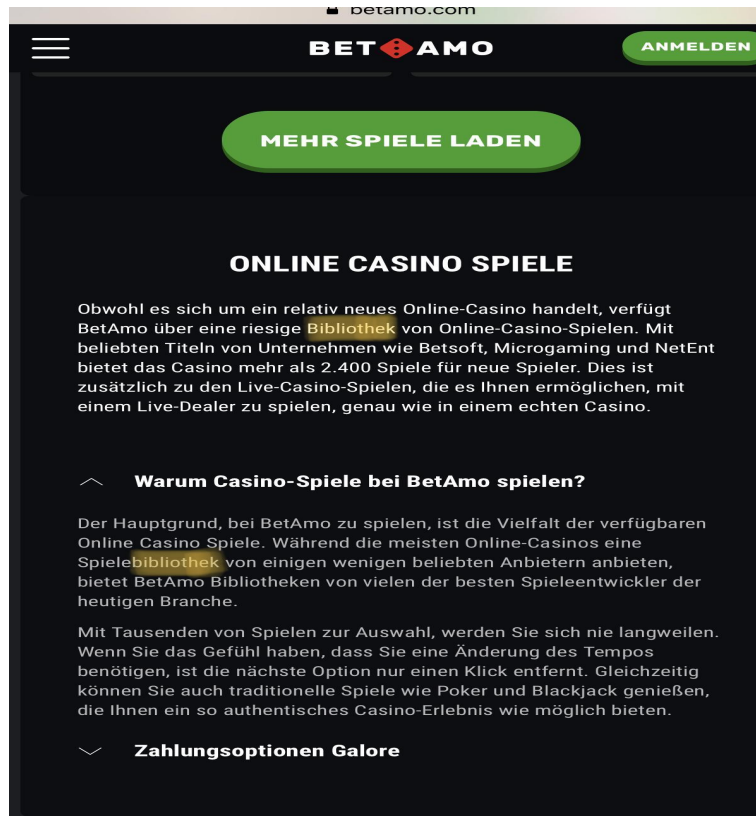 betamo.com
BET AMO
ANMELDEN
MEHR SPIELE LADEN
ONLINE CASINO SPIELE
Obwohl es sich um ein relativ neues Online-Casino handelt, verfügt
BetAmo über eine riesige Bibliothek von Online-Casino-Spielen. Mit
beliebten Titeln von Unternehmen wie Betsoft, Microgaming und NetEnt
bietet das Casino mehr als 2.400 Spiele für neue Spieler. Dies ist
zusätzlich zu den Live-Casino-Spielen, die es Ihnen ermöglichen, mit
einem Live-Dealer zu spielen, genau wie in einem echten Casino.
Warum Casino-Spiele bei BetAmo spielen?
Der Hauptgrund, bei BetAmo zu spielen, ist die Vielfalt der verfügbaren
Online Casino Spiele. Während die meisten Online-Casinos eine
Spielebibliothek von einigen wenigen beliebten Anbietern anbieten,
bietet BetAmo Bibliotheken von vielen der besten Spieleentwickler der
heutigen Branche.
Mit Tausenden von Spielen zur Auswahl, werden Sie sich nie langweilen.
Wenn Sie das Gefühl haben, dass Sie eine Änderung des Tempos
benötigen, ist die nächste Option nur einen Klick entfernt. Gleichzeitig
können Sie auch traditionelle Spiele wie Poker und Blackjack genießen,
die Ihnen ein so authentisches Casino-Erlebnis wie möglich bieten.
Zahlungsoptionen Galore